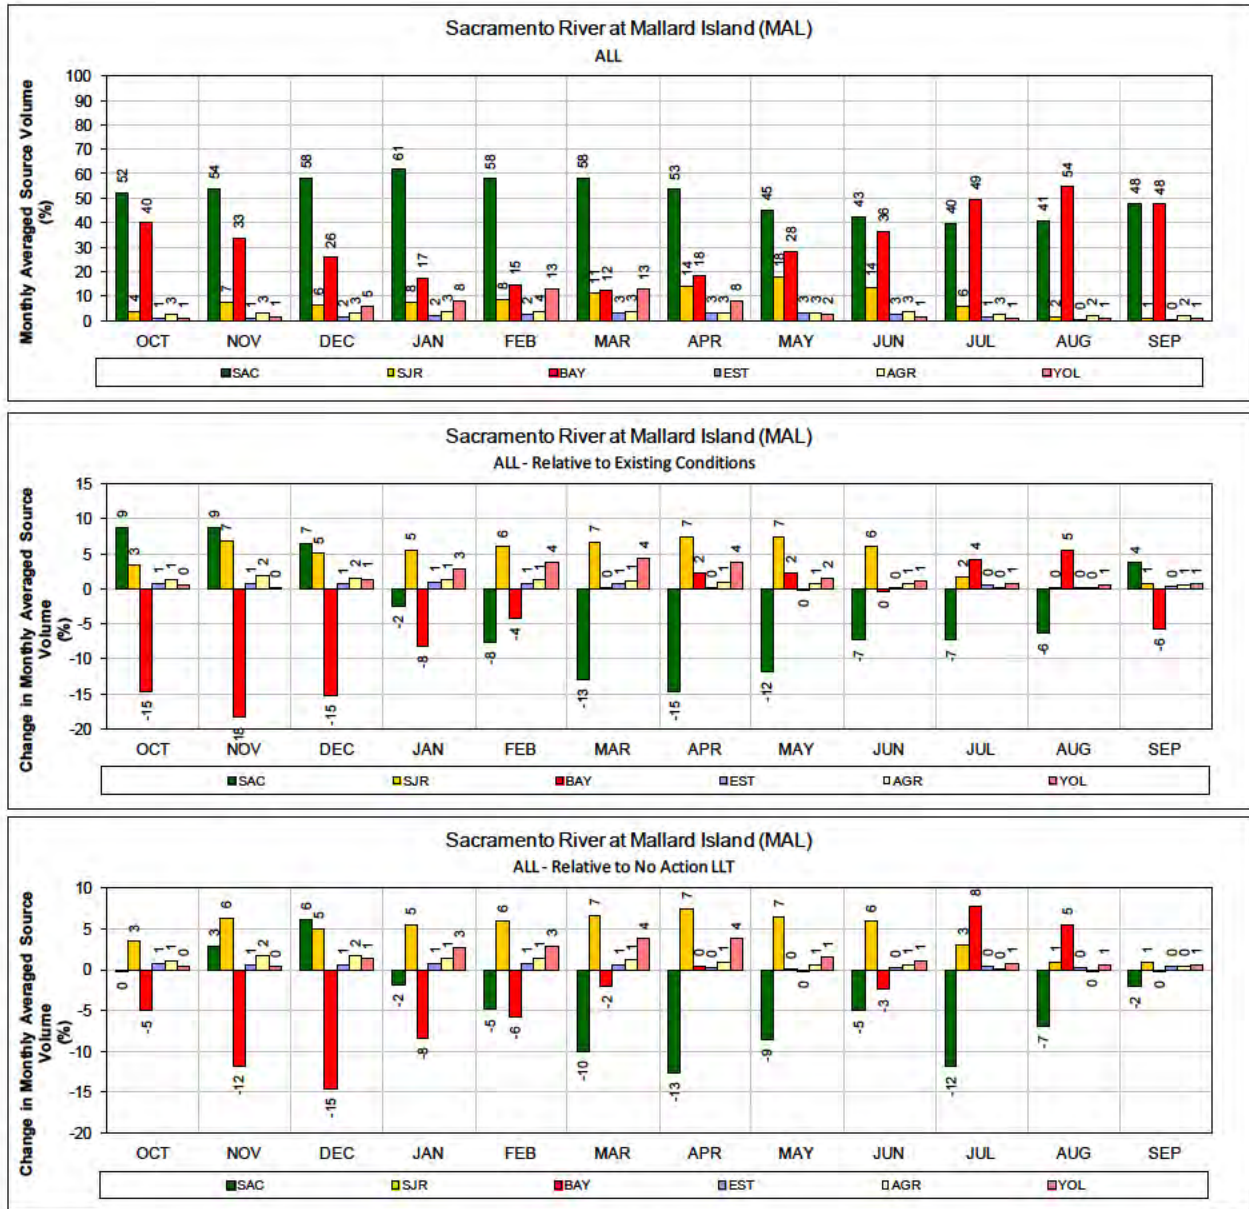 Sacramento River at Mallard Island (MAL)
ALL
Monthly Averaged Source Volume
(%)
100
90
80
70
60
50
40
30
20
10
0
52 4 40 1 3 1
54 7 33 1 3 1
58 6 26 2 3 5
61 8 17 2 3 8
58 8 15 2 4 13
58 11 12 3 3 13
53 14 18 3 3 8
45 18 28 3 3 2
43 14 36 3 3 1
40 6 49 1 3 1
41 2 54 0 2 1
48 1 48 0 2 1
OCT NOV DEC JAN FEB MAR APR MAY JUN JUL AUG SEP
SAC SJR BAY EST AGR YOL
Sacramento River at Mallard Island (MAL)
ALL - Relative to Existing Conditions
Change in Monthly Averaged Source
Volume
(%)
15
10
5
0
-5
-10
-15
-20
9 3 -15 1 1 0
9 7 -18 1 2 0
7 5 -15 1 2 1
-2 5 -8 1 1 3
-8 6 -4 1 1 4
-13 7 0 1 1 4
-15 7 2 0 1 4
-12 7 2 0 1 2
-7 6 0 0 1 1
-7 2 4 0 0 1
-6 0 5 0 0 1
4 1 -6 0 1 1
OCT NOV DEC JAN FEB MAR APR MAY JUN JUL AUG SEP
SAC SJR BAY EST AGR YOL
Sacramento River at Mallard Island (MAL)
ALL - Relative to No Action LLT
Change in Monthly Averaged Source
Volume
(%)
10
5
0
-5
-10
-15
-20
0 3 -5 1 1 0
3 6 -12 1 2 0
6 5 -15 1 2 1
-2 5 -8 1 1 3
-5 6 -6 1 1 3
-10 7 -2 1 1 4
-13 7 0 0 1 4
-9 7 0 0 1 1
-5 6 -3 0 1 1
-12 3 8 0 0 1
-7 1 5 0 0 1
-2 1 0 0 0 1
OCT NOV DEC JAN FEB MAR APR MAY JUN JUL AUG SEP
SAC SJR BAY EST AGR YOL